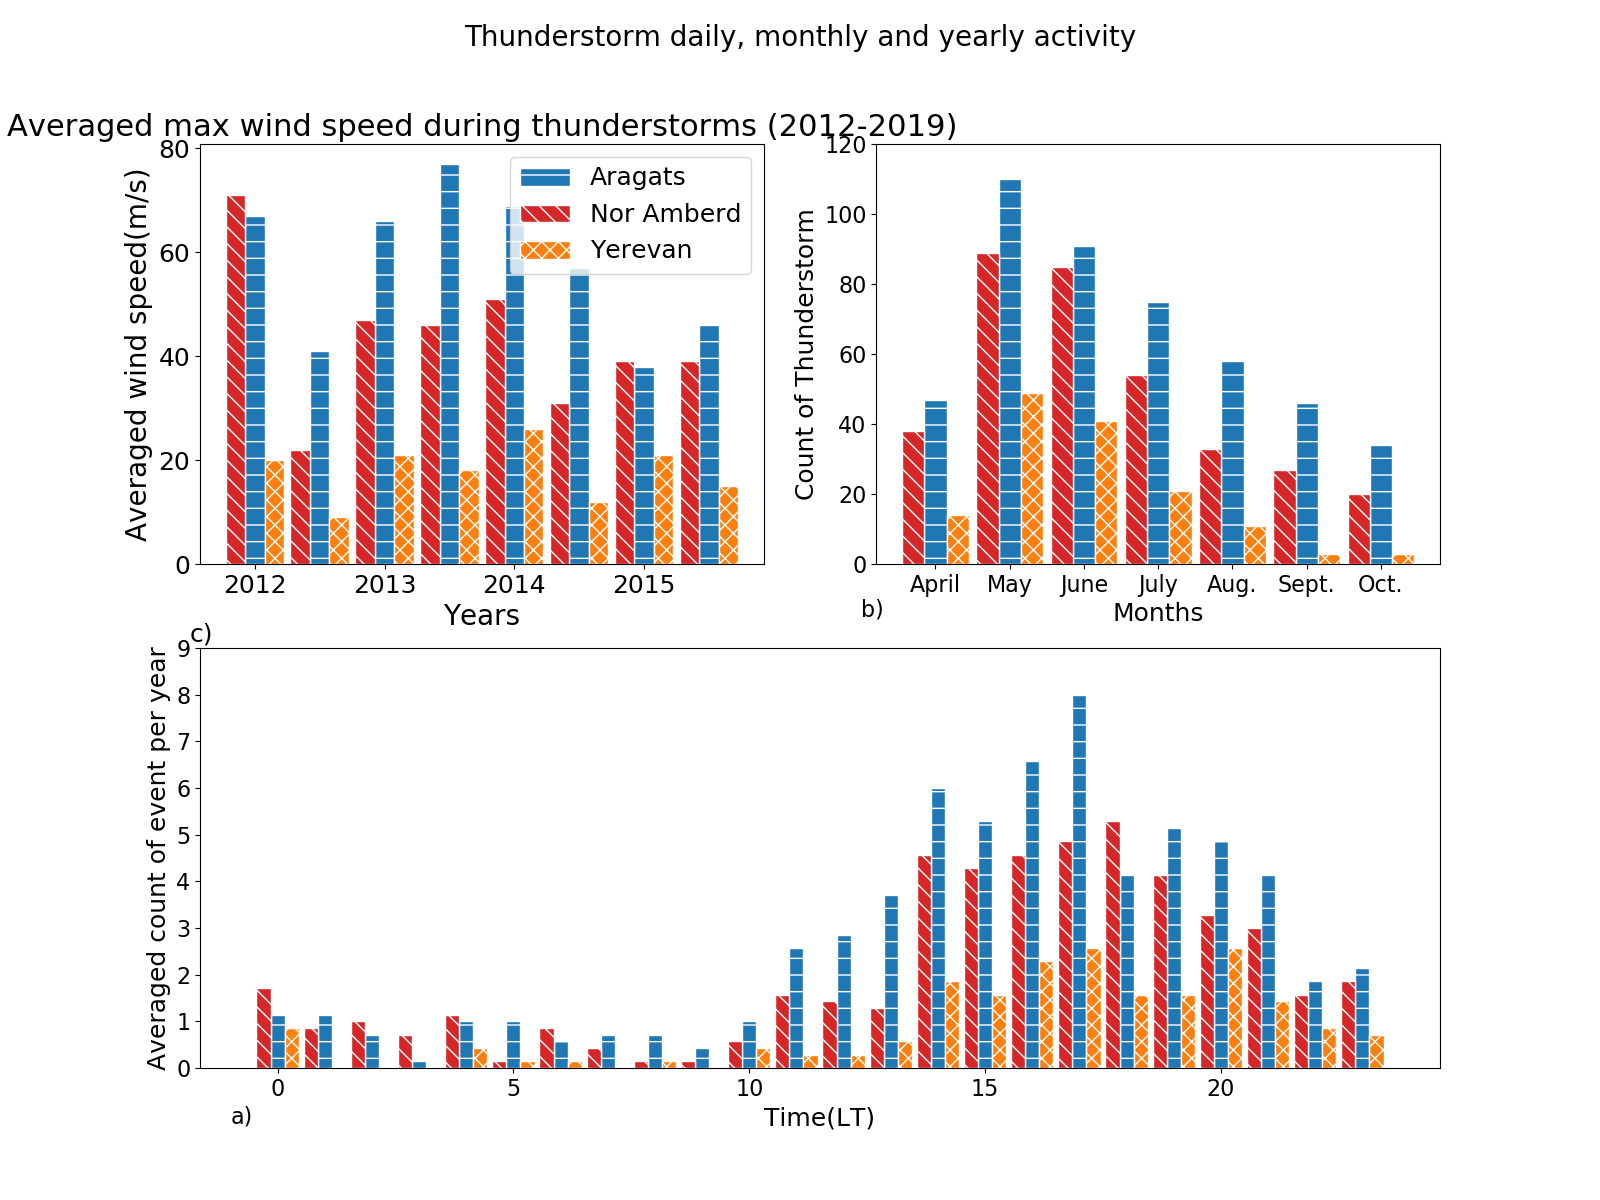 Thunderstorm daily, monthly and yearly activity
Averaged max wind speed during thunderstorms (2012-2019)
Averaged wind speed(m/s)
80
60
40
20
0
Aragats
Nor Amberd
Yerevan
2012 2013 2014 2015
Years
Count of Thunderstorm
120
100
80
60
40
20
0
April May June July Aug. Sept. Oct.
b)
Months
c)
Averaged count of event per year
9
8
7
6
5
4
3
2
1
0
0 5 10 15 20
a)
Time(LT)